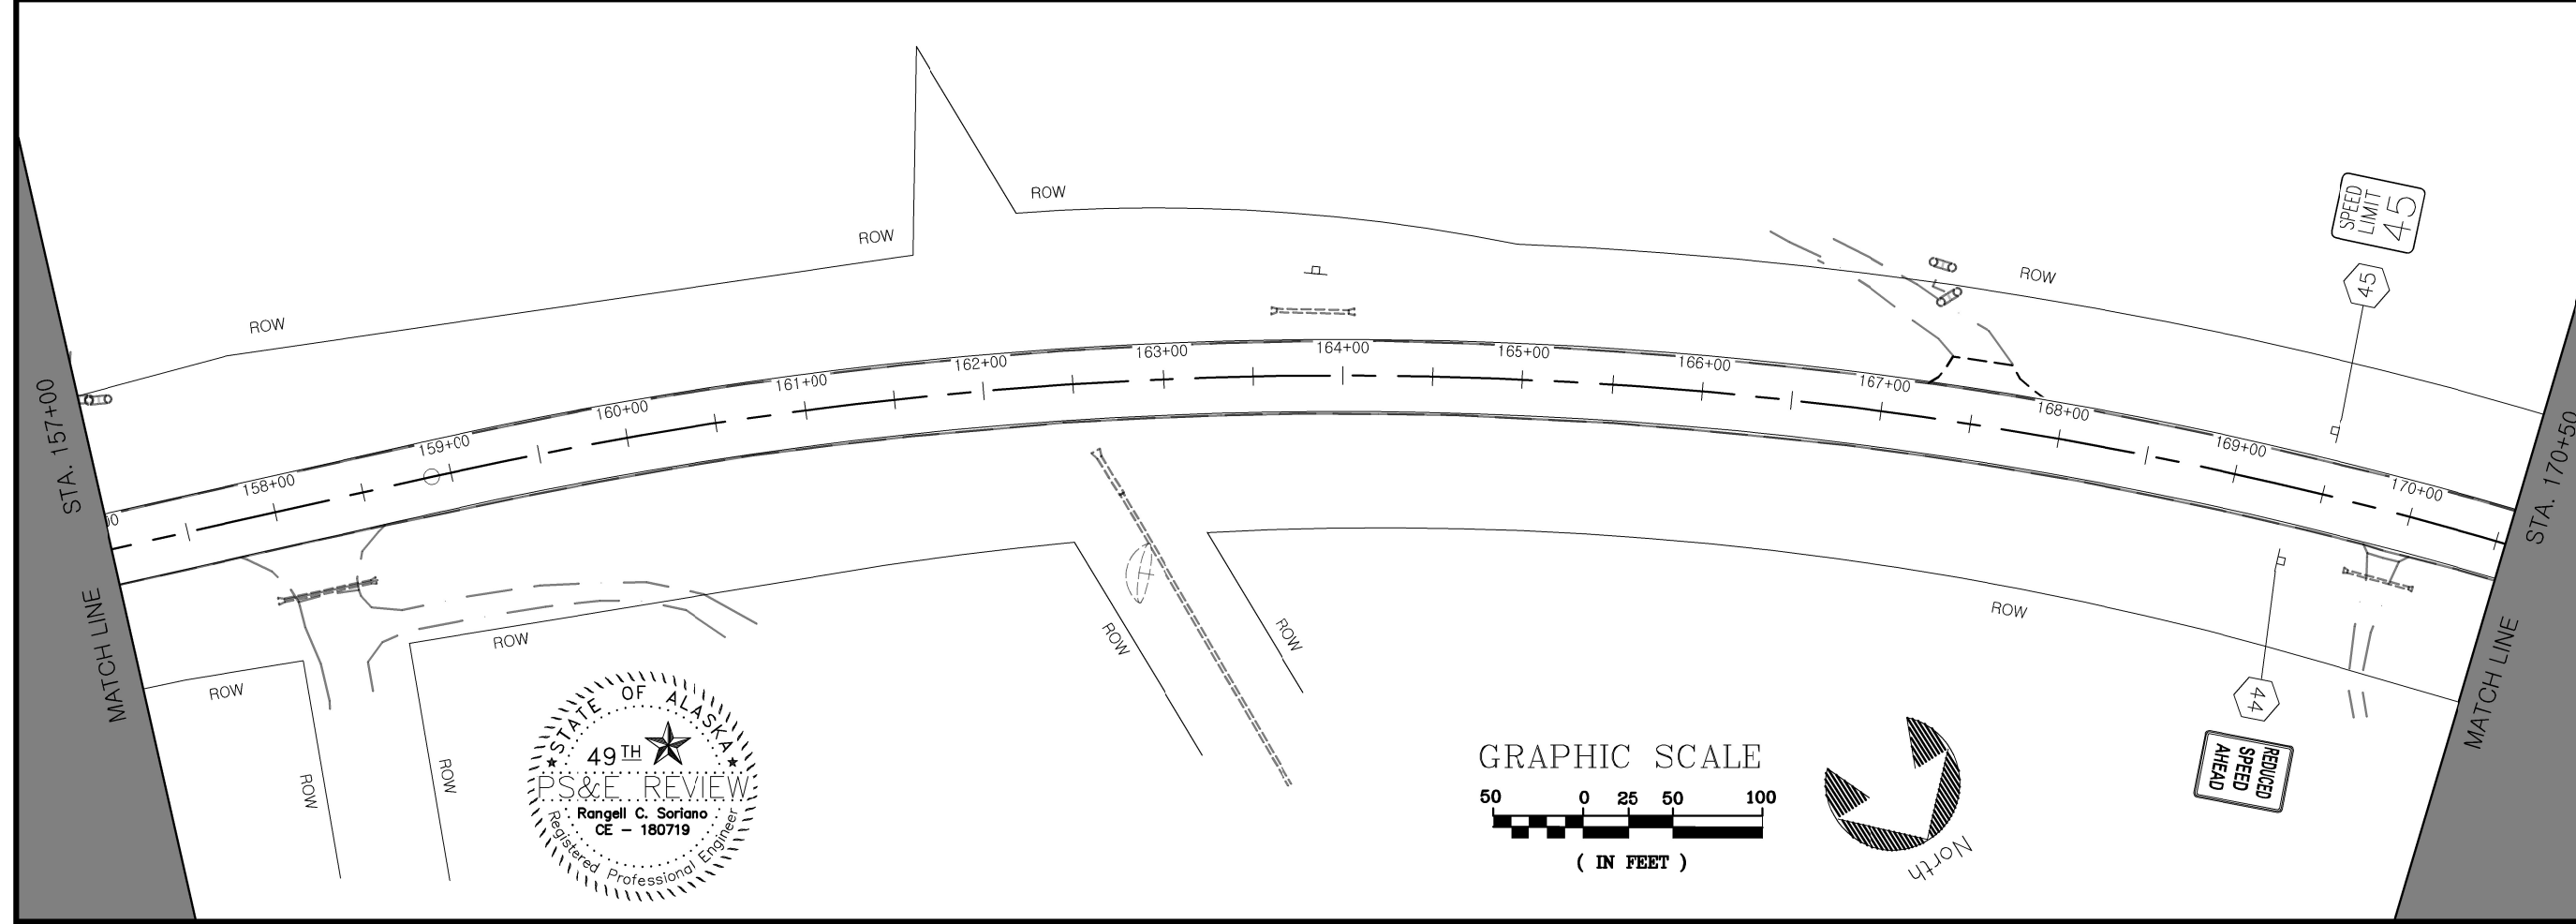 STA. 157+00
MATCH LINE
ROW
ROW
ROW
ROW
SPEED
LIMIT
45
45
00
158+00
159+00
160+00
161+00
162+00
163+00
164+00
165+00
166+00
167+00
168+00
169+00
170+00
STA. 170+50
MATCH LINE
ROW
ROW
ROW
ROW
ROW
ROW
ROW
ROW
44
REDUCED
SPEED
AHEAD
STATE OF ALASKA
49 TH
PS&E REVIEW
Rangell C. Soriano
CE - 180719
Registered Professional Engineer
GRAPHIC SCALE
50 0 25 50 100
( IN FEET )
North